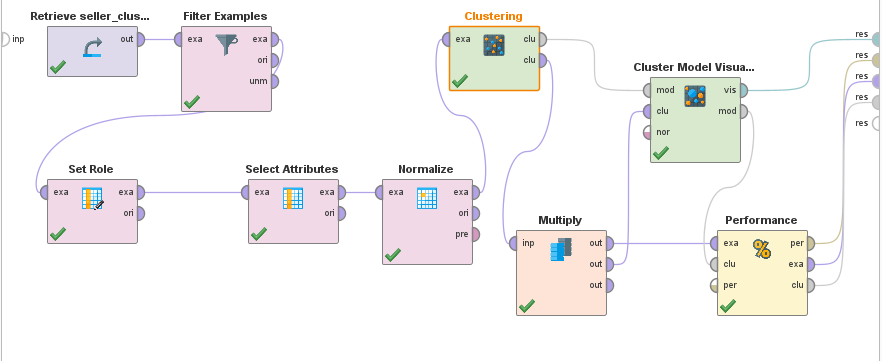 Retrieve seller_clus...
inp
out
Filter Examples
exa exa
ori
unm
Clustering
exa clu
clu
Cluster Model Visua...
mod vis
clu mod
nor
res
res
res
res
res
Set Role
exa exa
ori
Select Attributes
exa exa
ori
Normalize
exa exa
ori
pre
Multiply
inp out
out
out
Performance
exa % per
clu exa
per clu